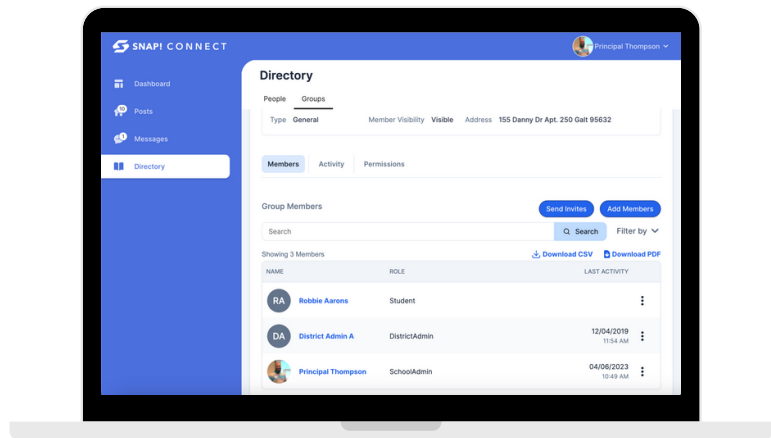 SNAP! CONNECT
Principal Thompson
Dashboard
10
Posts
1
Messages
Directory
Directory
People Groups
Type General Member Visibility Visible Address 155 Danny Dr Apt. 250 Galt 95632
Members Activity Permissions
Group Members
Send Invites Add Members
Search Search Filter by
Showing 3 Members Download CSV Download PDF
NAME ROLE LAST ACTIVITY
RA Robbie Aarons Student
DA District Admin A DistrictAdmin 12/04/2019
11:54 AM
Principal Thompson SchoolAdmin 04/06/2023
10:49 AM